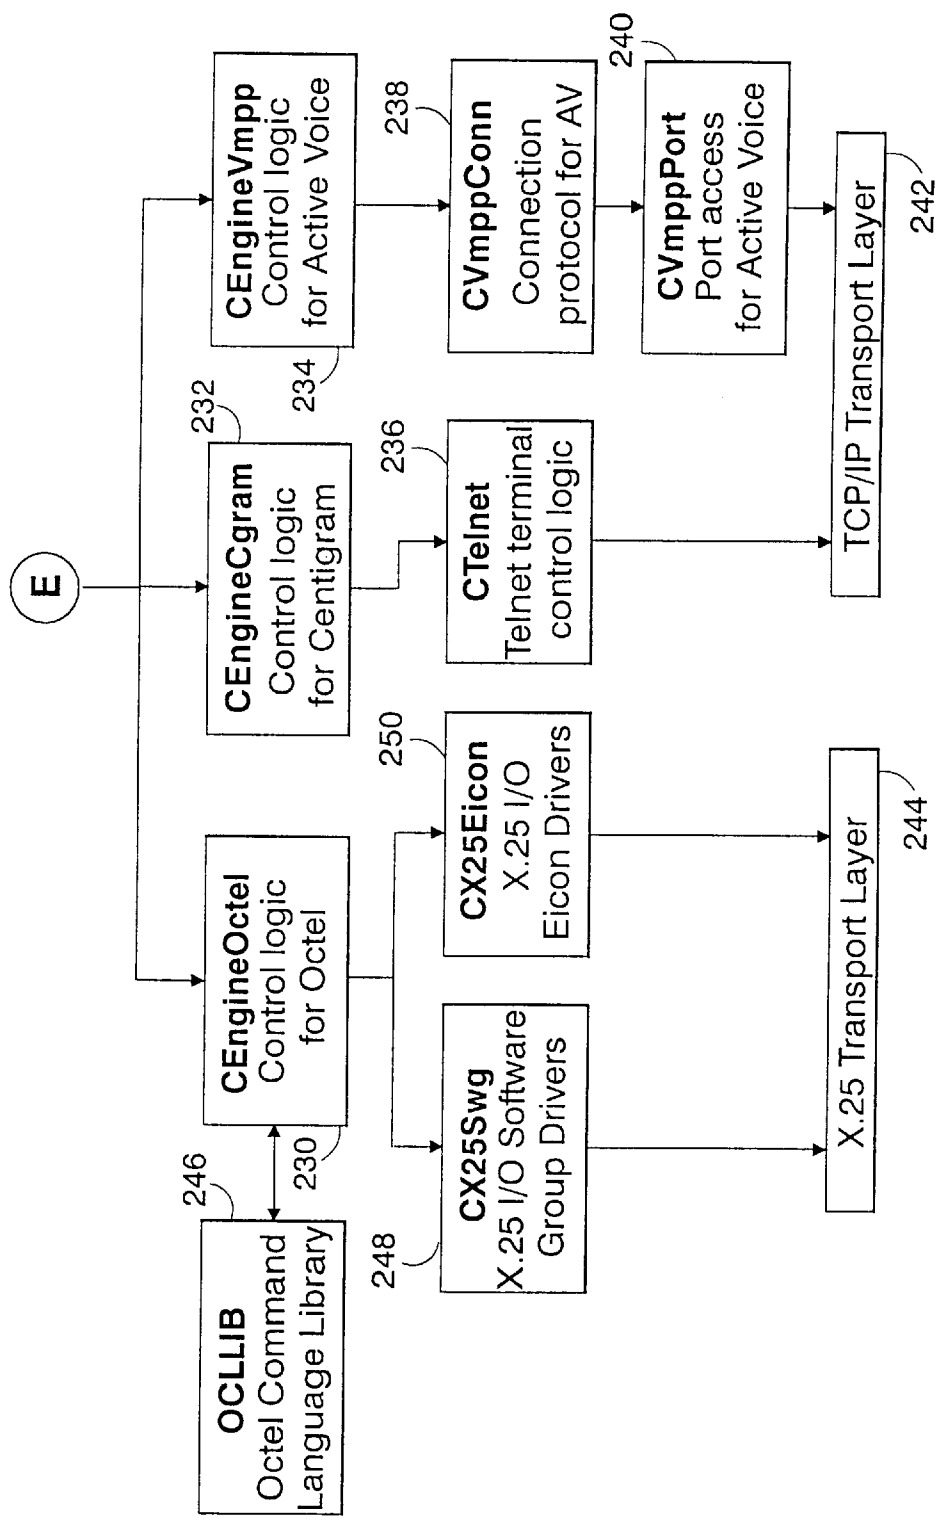 E
OCLLIB
Octel Command
Language Library
246
CEngineOctel
Control logic
for Octel
230
CEngineCgram
Control logic
for Centigram
232
CEngineVmpp
Control logic
for Active Voice
234
CX25Swg
X.25 I/O Software
Group Drivers
248
CX25Eicon
X.25 I/O
Eicon Drivers
250
CTelnet
Telnet terminal
control logic
236
CVmppConn
Connection
protocol for AV
238
CVmppPort
Port access
for Active Voice
240
X.25 Transport Layer
244
TCP/IP Transport Layer
242